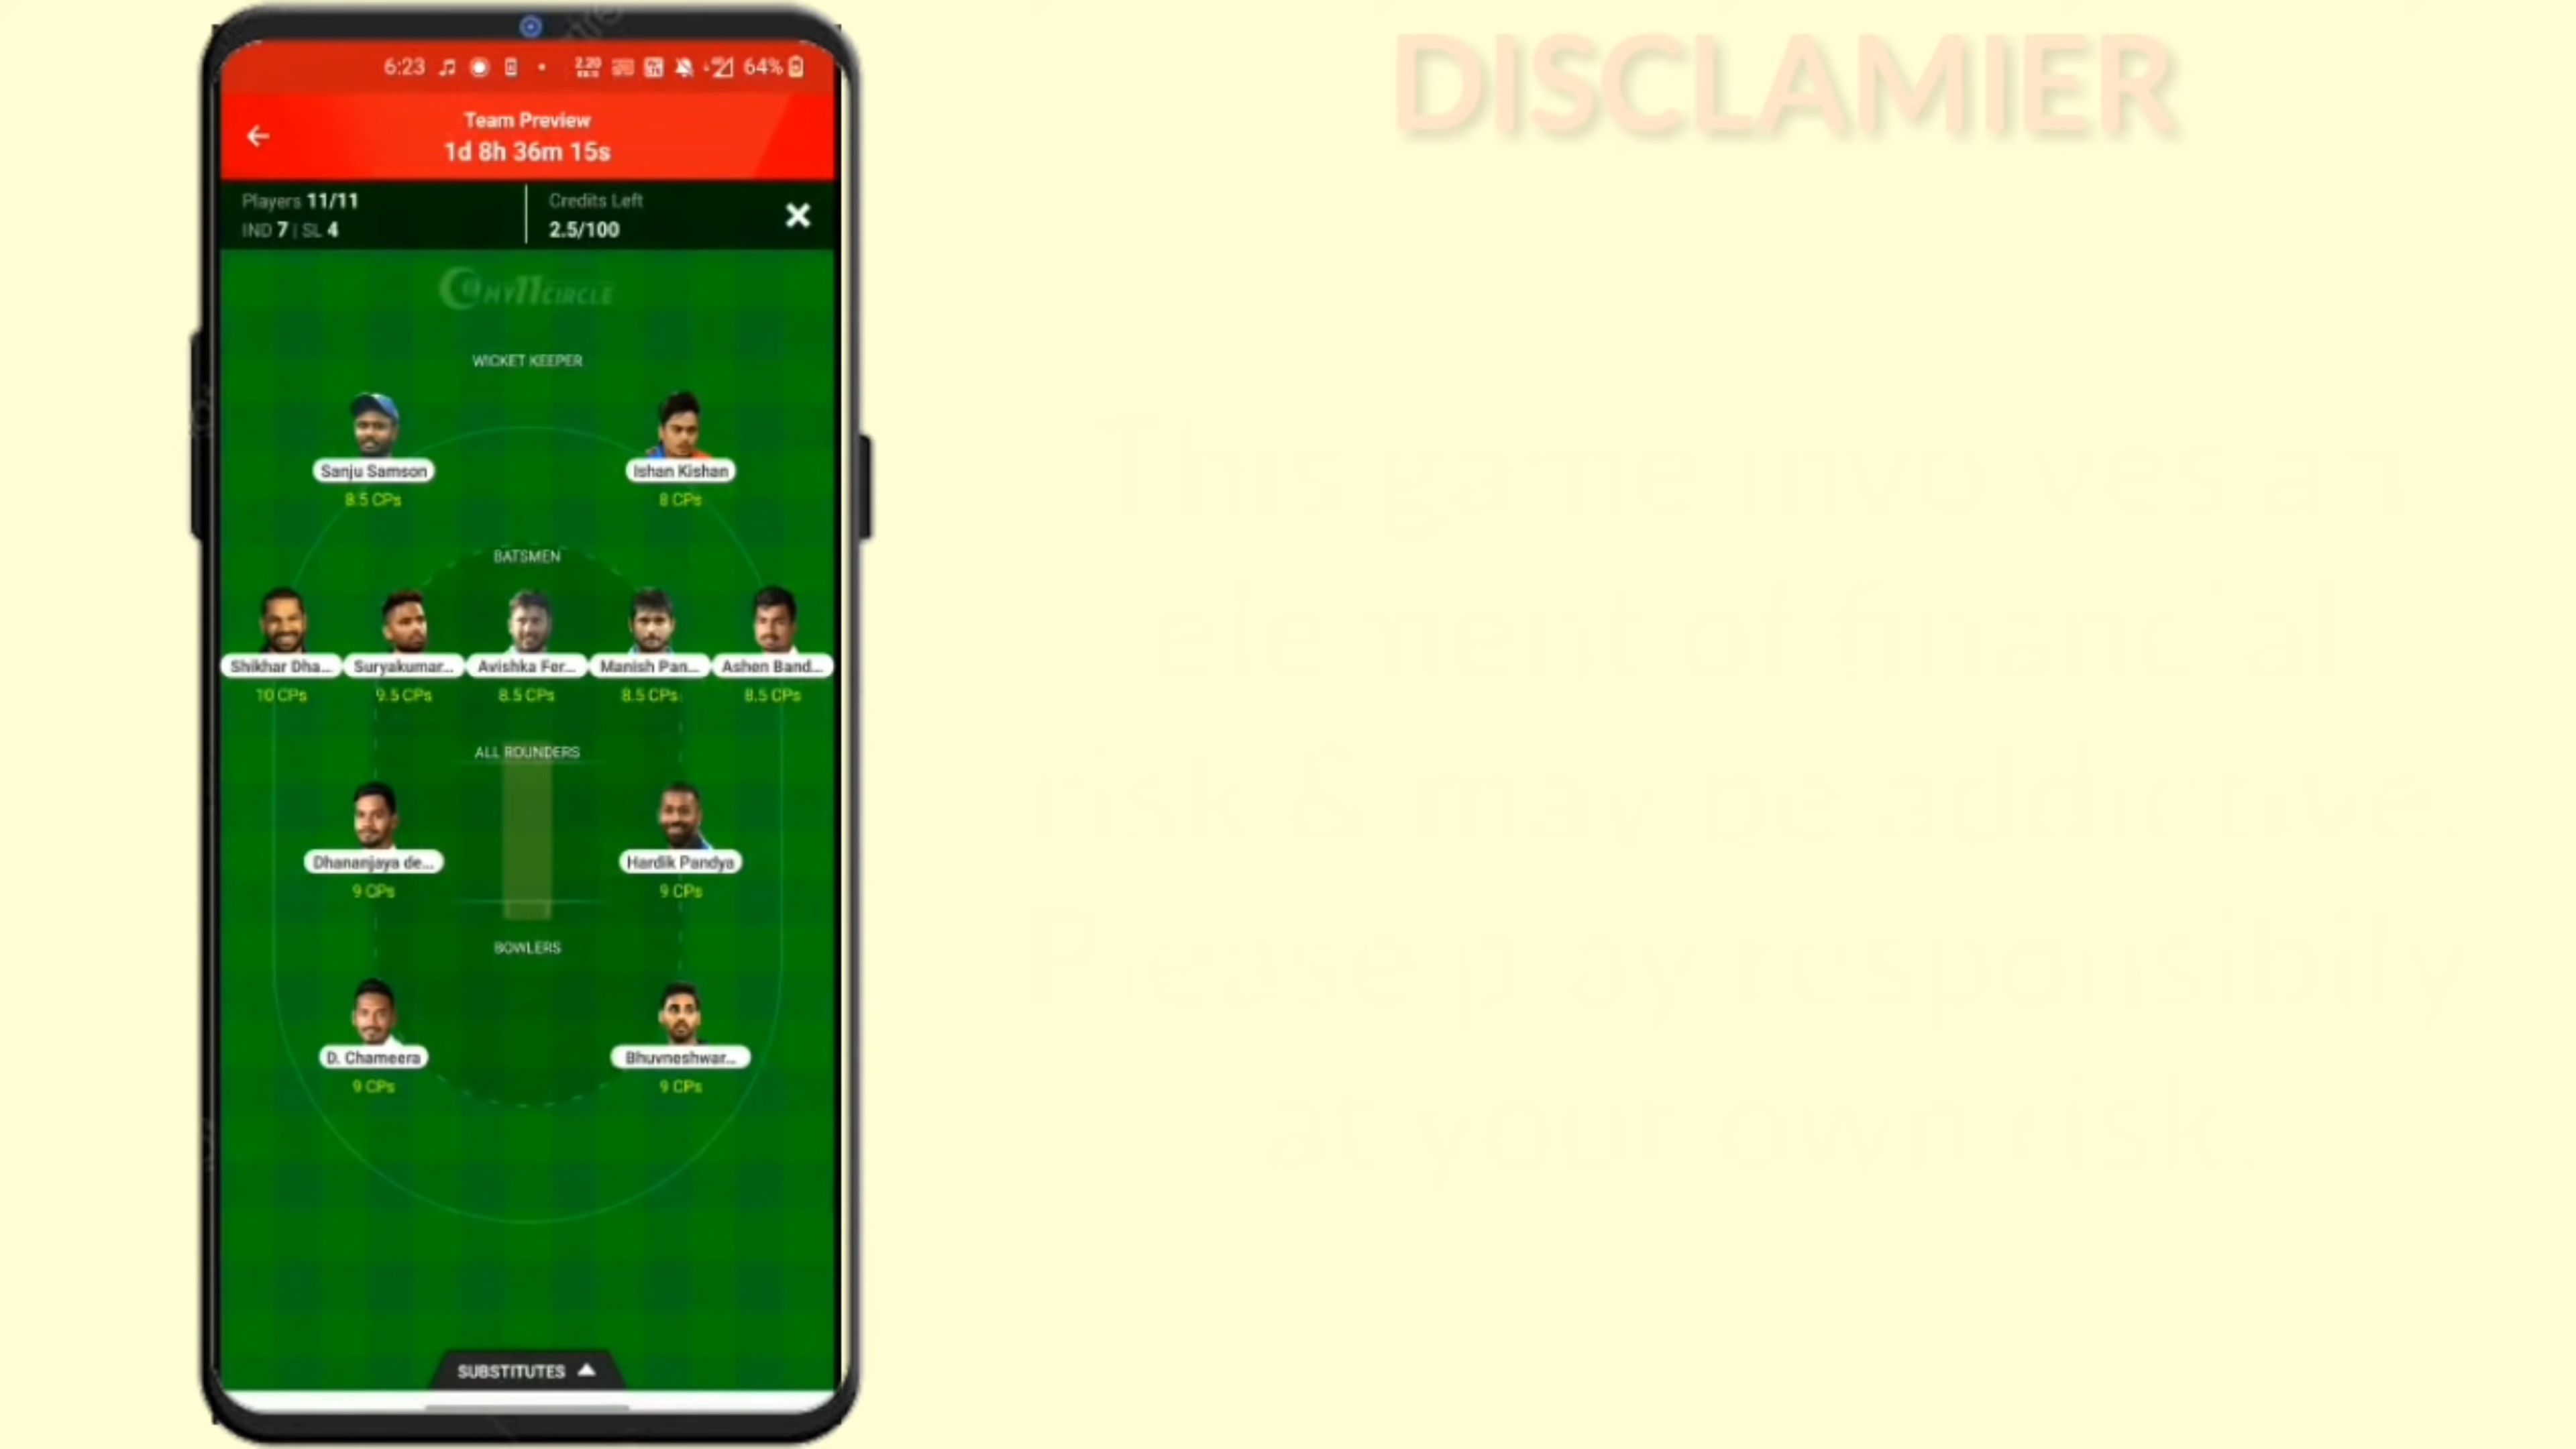 DISCLAMIER
6:23 2.20 64%
Team Preview
1d 8h 36m 15s
Players 11/11
IND 7 | SL 4
Credits Left
2.5/100
MY11CIRCLE
WICKET KEEPER
Sanju Samson
8.5 CPs
Ishan Kishan
8 CPs
BATSMEN
Shikhar Dha...
10 CPs
Suryakumar...
9.5 CPs
Avishka Fer...
8.5 CPs
Manish Pan...
8.5 CPs
Ashen Band...
8.5 CPs
ALL ROUNDERS
Dhananjaya de...
9 CPs
Hardik Pandya
9 CPs
BOWLERS
D. Chameera
9 CPs
Bhuvneshwar...
9 CPs
SUBSTITUTES